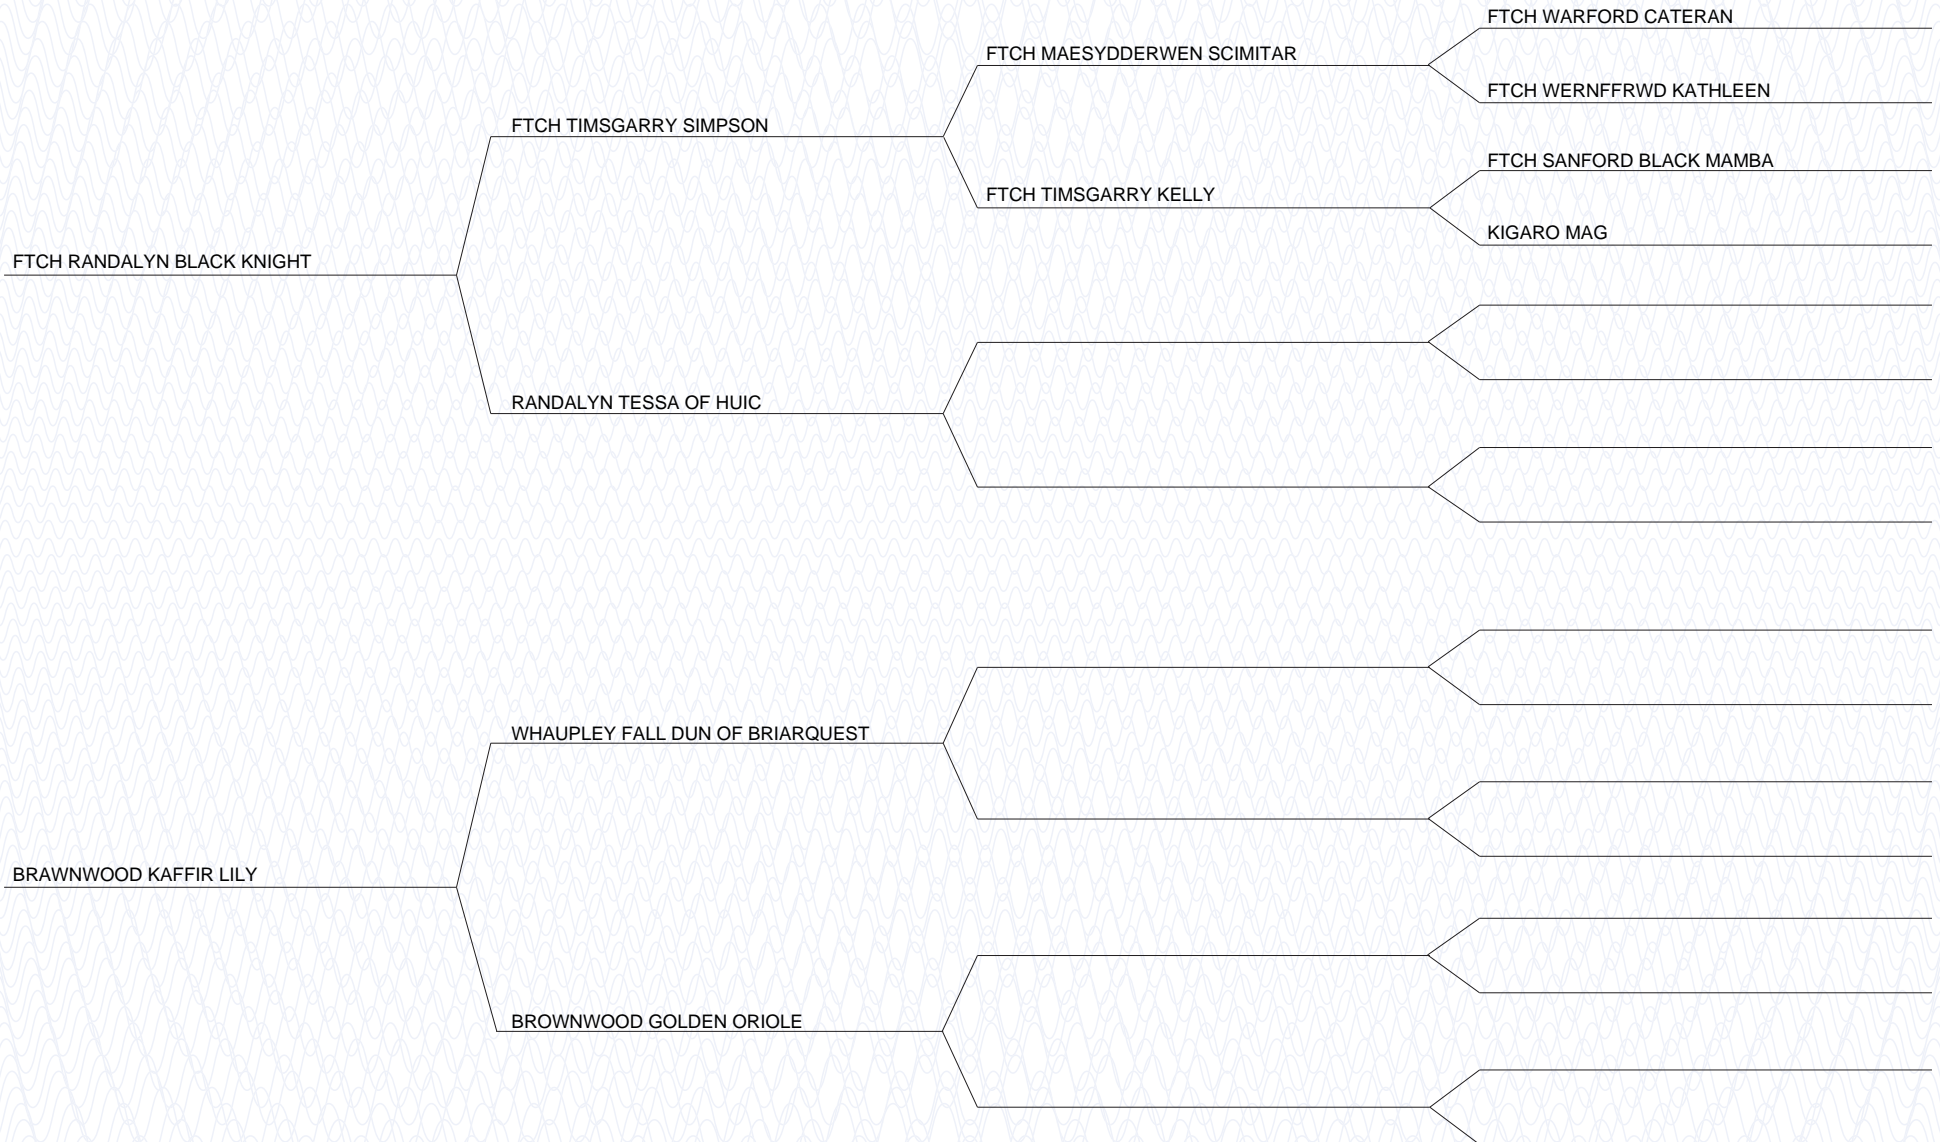 FTCH WARFORD CATERAN
FTCH MAESYDDERWEN SCIMITAR
FTCH WERNFFRWD KATHLEEN
FTCH TIMSGARRY SIMPSON
FTCH SANFORD BLACK MAMBA
FTCH TIMSGARRY KELLY
KIGARO MAG
FTCH RANDALYN BLACK KNIGHT
RANDALYN TESSA OF HUIC
WHAUPLEY FALL DUN OF BRIARQUEST
BRAWNWOOD KAFFIR LILY
BROWNWOOD GOLDEN ORIOLE